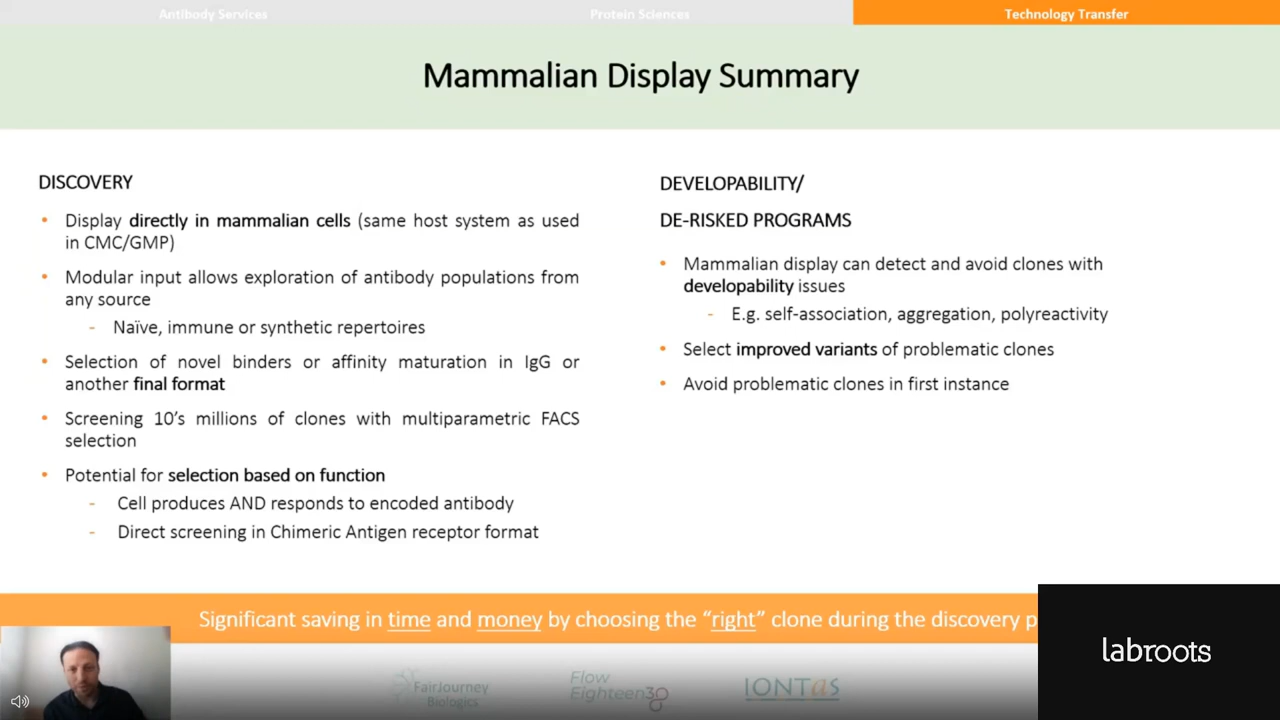 Antibody Services
Protein Sciences
Technology Transfer
Mammalian Display Summary
DISCOVERY
• Display directly in mammalian cells (same host system as used
in CMC/GMP)
• Modular input allows exploration of antibody populations from
any source
- Naïve, immune or synthetic repertoires
• Selection of novel binders or affinity maturation in IgG or
another final format
• Screening 10's millions of clones with multiparametric FACS
selection
• Potential for selection based on function
- Cell produces AND responds to encoded antibody
- Direct screening in Chimeric Antigen receptor format
DEVELOPABILITY/
DE-RISKED PROGRAMS
• Mammalian display can detect and avoid clones with
developability issues
- E.g. self-association, aggregation, polyreactivity
• Select improved variants of problematic clones
• Avoid problematic clones in first instance
Significant saving in time and money by choosing the “right” clone during the discovery p
FairJourney
Biologics
Flow
Eighteen38
IONTAS
labroots